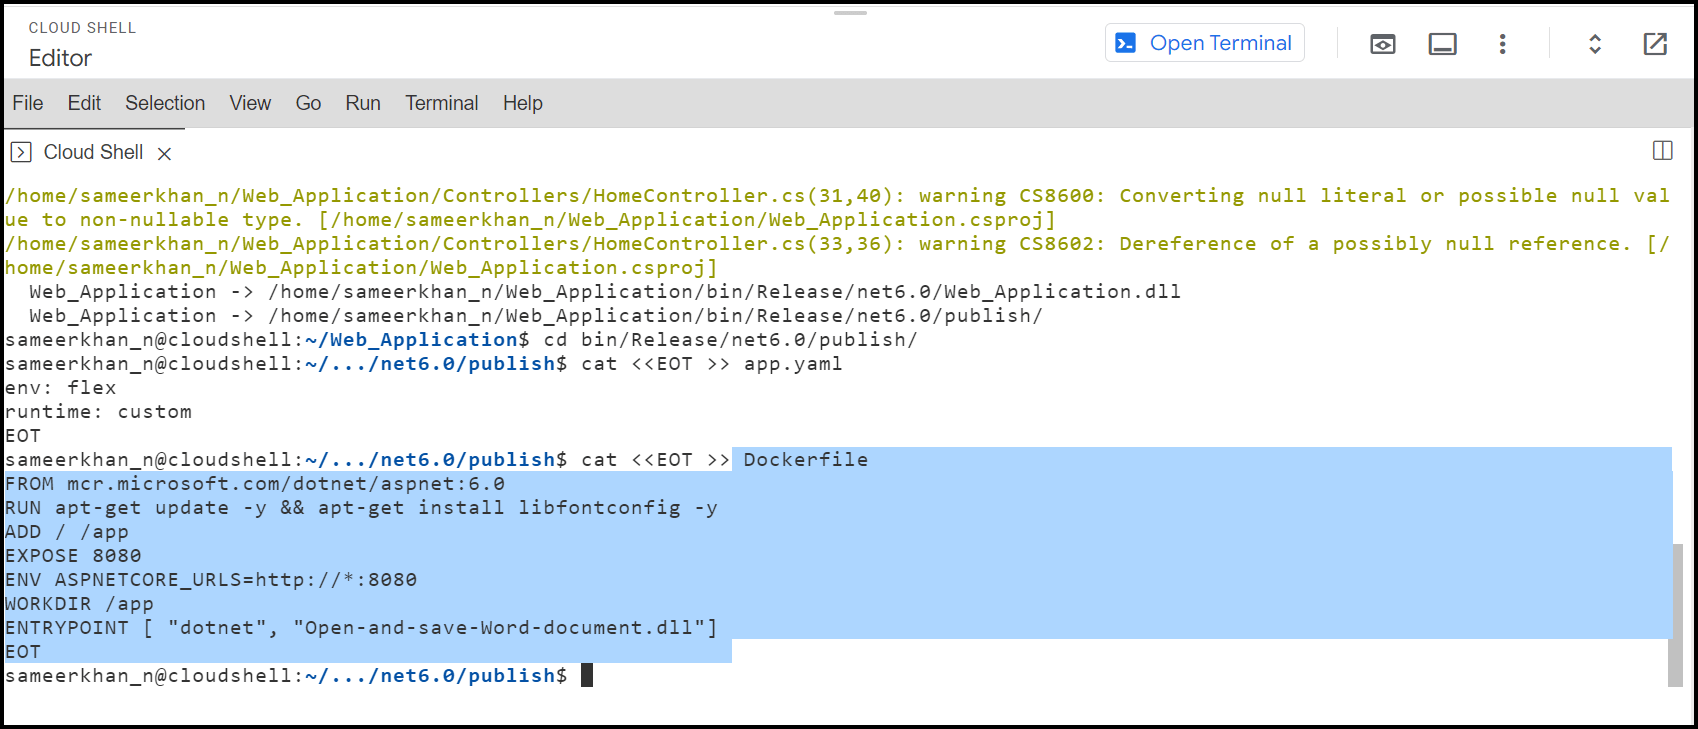 CLOUD SHELL
Editor
Open Terminal
File Edit Selection View Go Run Terminal Help
Cloud Shell
/home/sameerkhan_n/Web_Application/Controllers/HomeController.cs(31,40): warning CS8600: Converting null literal or possible null val
ue to non-nullable type. [/home/sameerkhan_n/Web_Application/Web_Application.csproj]
/home/sameerkhan_n/Web_Application/Controllers/HomeController.cs(33,36): warning CS8602: Dereference of a possibly null reference. [/
home/sameerkhan_n/Web_Application/Web_Application.csproj]
  Web_Application -> /home/sameerkhan_n/Web_Application/bin/Release/net6.0/Web_Application.dll
  Web_Application -> /home/sameerkhan_n/Web_Application/bin/Release/net6.0/publish/
sameerkhan_n@cloudshell:~/Web_Application$ cd bin/Release/net6.0/publish/
sameerkhan_n@cloudshell:~/.../net6.0/publish$ cat <<EOT >> app.yaml
env: flex
runtime: custom
EOT
sameerkhan_n@cloudshell:~/.../net6.0/publish$ cat <<EOT >> Dockerfile
FROM mcr.microsoft.com/dotnet/aspnet:6.0
RUN apt-get update -y && apt-get install libfontconfig -y
ADD / /app
EXPOSE 8080
ENV ASPNETCORE_URLS=http://*:8080
WORKDIR /app
ENTRYPOINT [ "dotnet", "Open-and-save-Word-document.dll"]
EOT
sameerkhan_n@cloudshell:~/.../net6.0/publish$